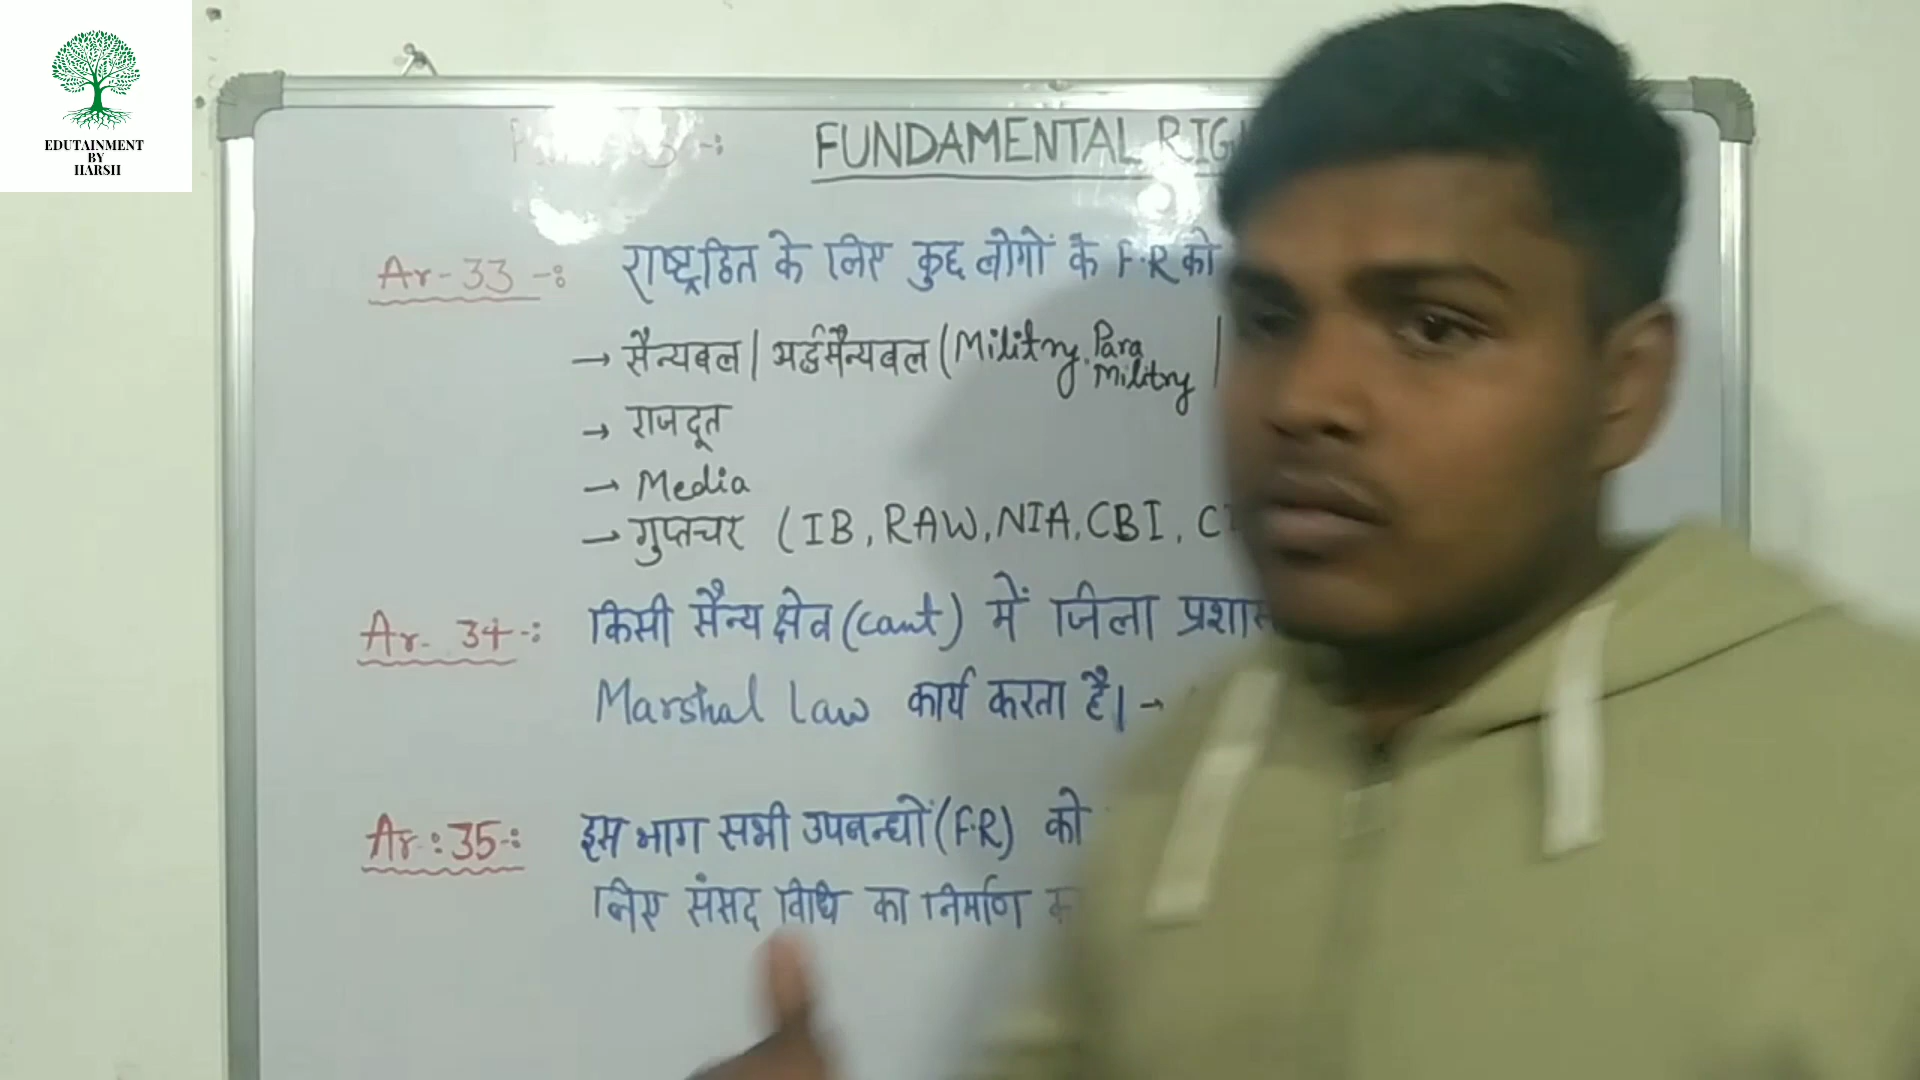 EDUTAINMENT
BY
HARSH
FUNDAMENTAL
Ar-33 -: राष्ट्रहित के लिए कुछ लोगों के F.R को
→ सैन्यबल | अर्द्धसैन्यबल (Militry, Para Militry |
→ राजदूत
→ Media
→ गुप्तचर (IB, RAW, NIA, CBI,
Ar- 34 -: किसी सैन्य क्षेत्र (cant) में जिला
Marshal law कार्य करता है। →
Ar : 35 -: इस भाग सभी उपबन्धों (F.R) को
लिए संसद विधि का निर्माण